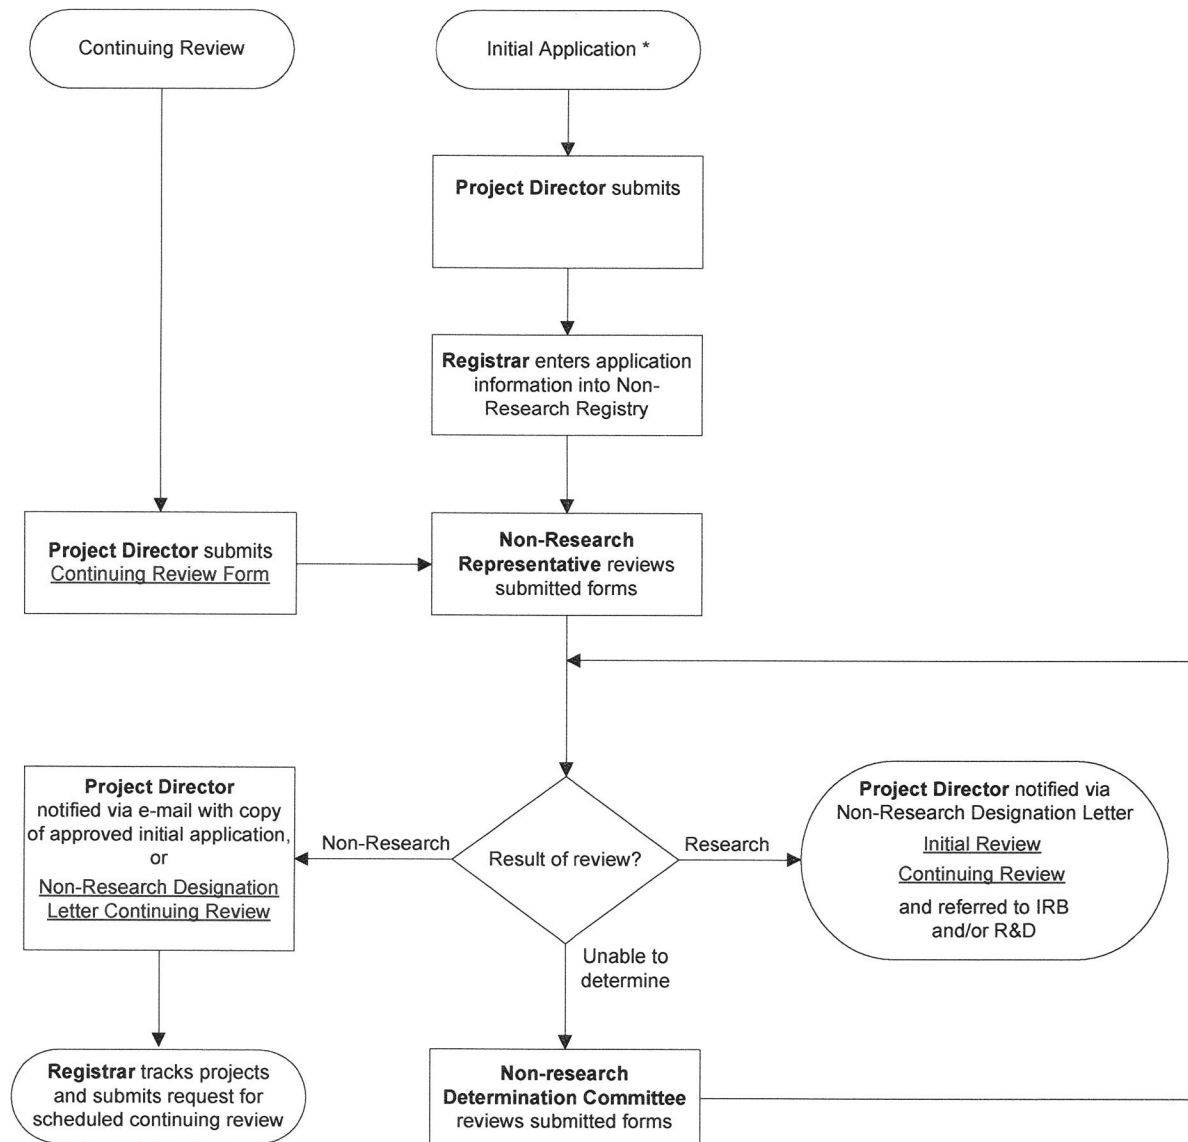 Continuing Review
Initial Application *
Project Director submits
Registrar enters application
information into Non-
Research Registry
Project Director submits
Continuing Review Form
Non-Research
Representative reviews
submitted forms
Project Director
notified via e-mail with copy
of approved initial application,
or
Non-Research Designation
Letter Continuing Review
Non-Research
Result of review?
Research
Project Director notified via
Non-Research Designation Letter
Initial Review
Continuing Review
and referred to IRB
and/or R&D
Unable to
determine
Registrar tracks projects
and submits request for
scheduled continuing review
Non-research
Determination Committee
reviews submitted forms